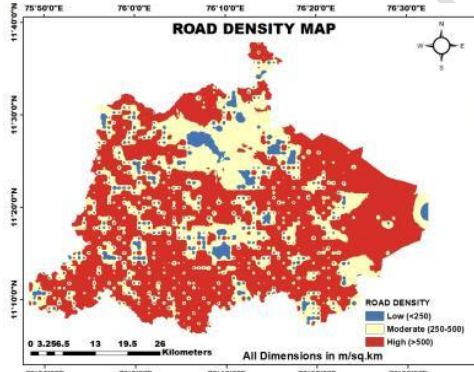 75°50'0"E 76°0'0"E 76°10'0"E 76°20'0"E 76°30'0"E
ROAD DENSITY MAP
N
W E
S
11°40'0"N
11°30'0"N
11°20'0"N
11°10'0"N
ROAD DENSITY
Low (<250)
Moderate (250-500)
High (>500)
0 3.256.5 13 19.5 26
Kilometers
All Dimensions in m/sq.km